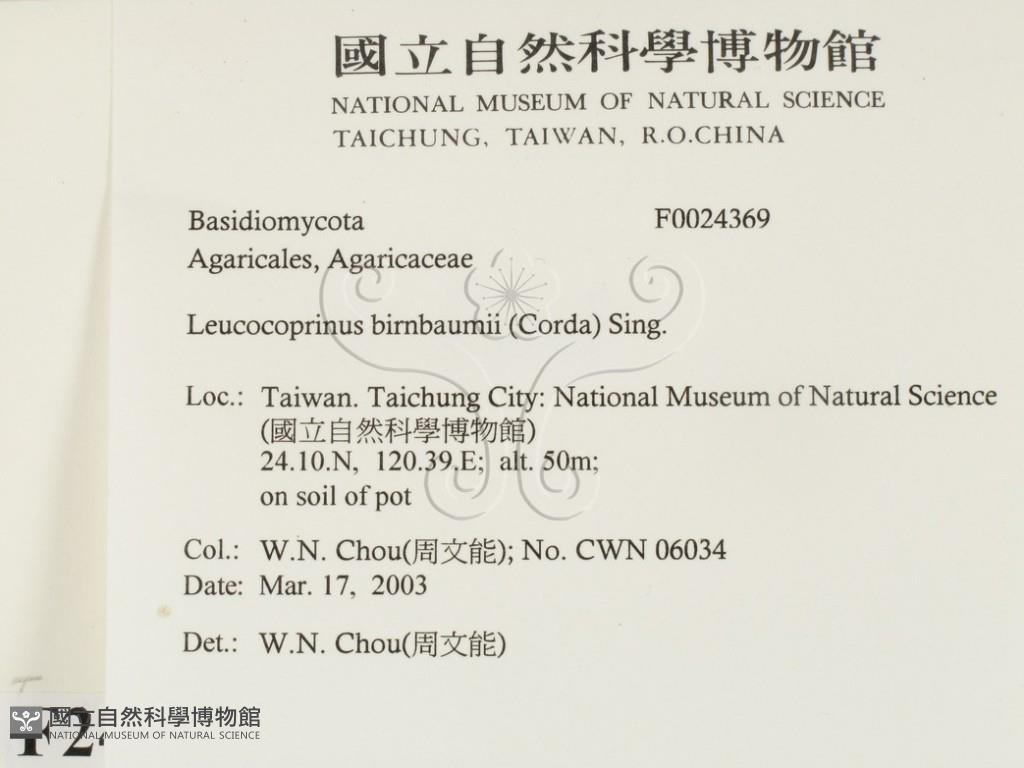 國立自然科學博物館
NATIONAL MUSEUM OF NATURAL SCIENCE
TAICHUNG, TAIWAN, R.O.CHINA
Basidiomycota F0024369
Agaricales, Agaricaceae
Leucocoprinus birnbaumii (Corda) Sing.
Loc.: Taiwan. Taichung City: National Museum of Natural Science
(國立自然科學博物館)
24.10.N, 120.39.E; alt. 50m;
on soil of pot
Col.: W.N. Chou(周文能); No. CWN 06034
Date: Mar. 17, 2003
Det.: W.N. Chou(周文能)
F2
國立自然科學博物館
NATIONAL MUSEUM OF NATURAL SCIENCE